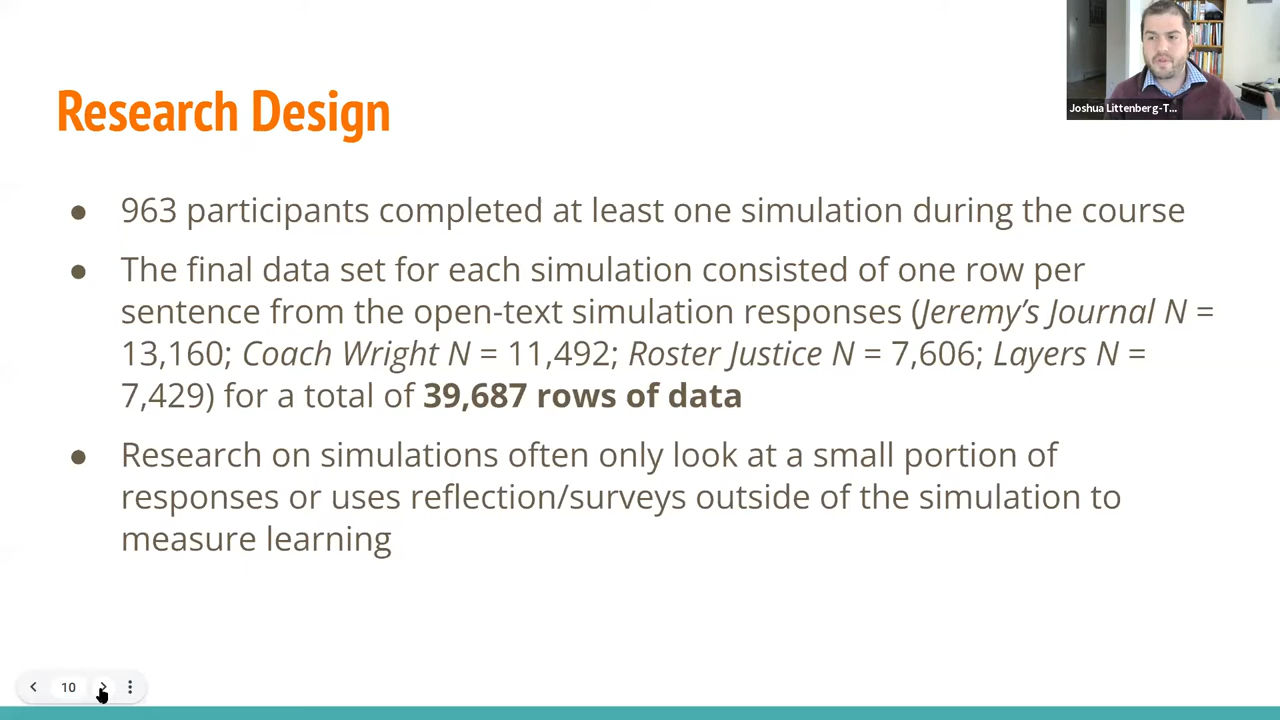 Research Design
● 963 participants completed at least one simulation during the course
● The final data set for each simulation consisted of one row per
sentence from the open-text simulation responses (Jeremy’s Journal N =
13,160; Coach Wright N = 11,492; Roster Justice N = 7,606; Layers N =
7,429) for a total of 39,687 rows of data
● Research on simulations often only look at a small portion of
responses or uses reflection/surveys outside of the simulation to
measure learning
Joshua Littenberg-T...
10